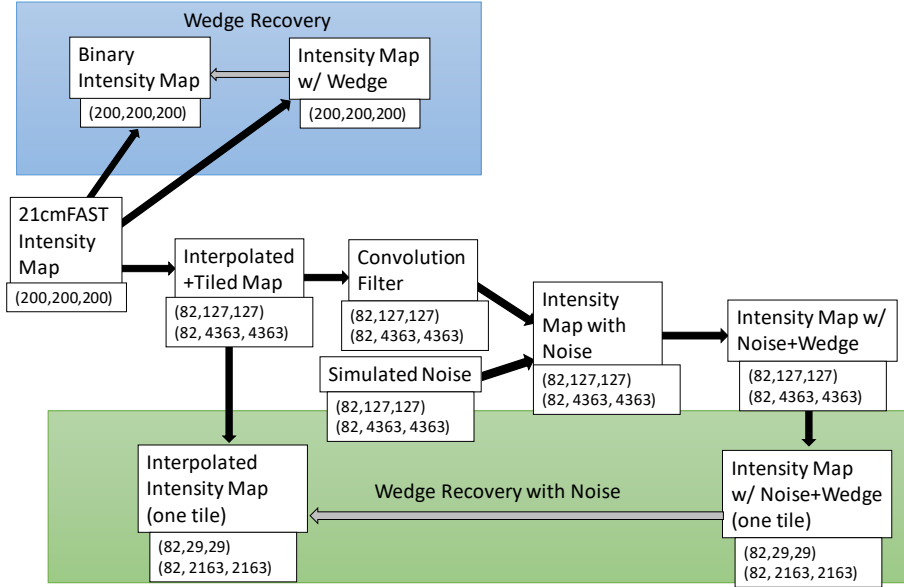 Wedge Recovery
Binary
Intensity Map
(200,200,200)
Intensity Map
w/ Wedge
(200,200,200)
21cmFAST
Intensity
Map
(200,200,200)
Interpolated
+Tiled Map
(82,127,127)
(82, 4363, 4363)
Convolution
Filter
(82,127,127)
(82, 4363, 4363)
Simulated Noise
(82,127,127)
(82, 4363, 4363)
Intensity
Map with
Noise
(82,127,127)
(82, 4363, 4363)
Intensity Map w/
Noise+Wedge
(82,127,127)
(82, 4363, 4363)
Interpolated
Intensity Map
(one tile)
(82,29,29)
(82, 2163, 2163)
Wedge Recovery with Noise
Intensity Map
w/ Noise+Wedge
(one tile)
(82,29,29)
(82, 2163, 2163)